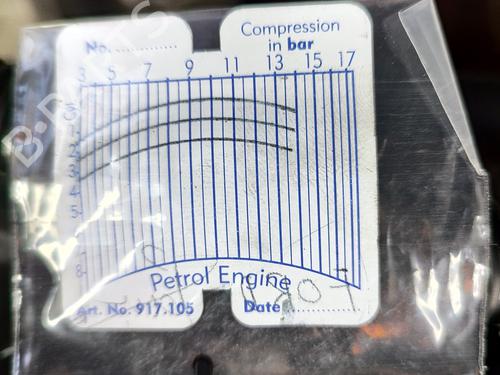 No. ..............
Compression
in bar
3 5 7 9 11 13 15 17
1
2
3
4
5
8
Petrol Engine
Art. No. 917.105
Date ..............
B-PARTS